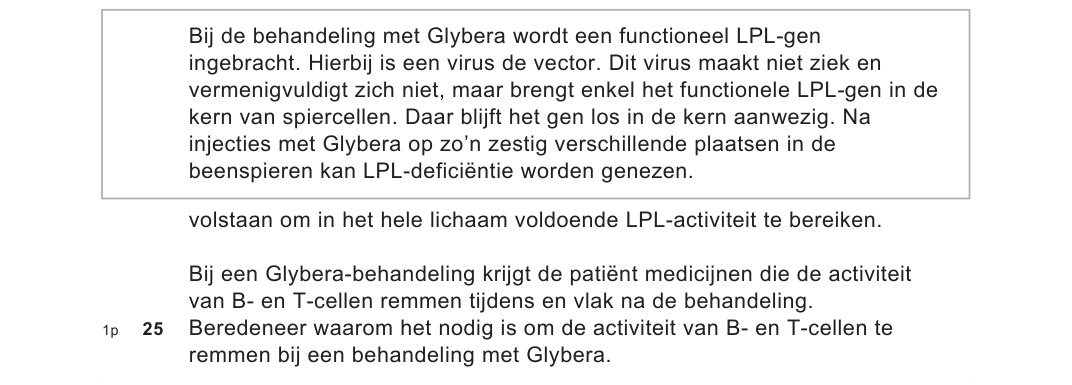 Bij de behandeling met Glybera wordt een functioneel LPL-gen
ingebracht. Hierbij is een virus de vector. Dit virus maakt niet ziek en
vermenigvuldigt zich niet, maar brengt enkel het functionele LPL-gen in de
kern van spiercellen. Daar blijft het gen los in de kern aanwezig. Na
injecties met Glybera op zo’n zestig verschillende plaatsen in de
beenspieren kan LPL-deficiëntie worden genezen.
volstaan om in het hele lichaam voldoende LPL-activiteit te bereiken.
Bij een Glybera-behandeling krijgt de patiënt medicijnen die de activiteit
van B- en T-cellen remmen tijdens en vlak na de behandeling.
1p 25 Beredeneer waarom het nodig is om de activiteit van B- en T-cellen te
remmen bij een behandeling met Glybera.